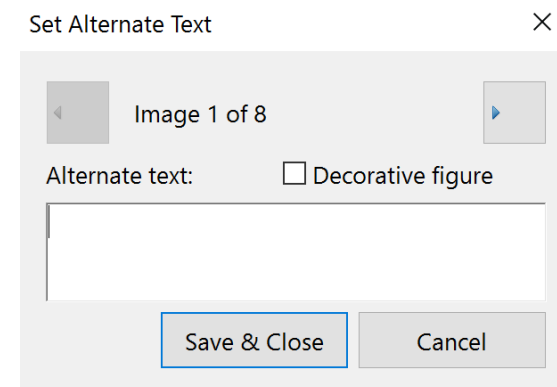 Set Alternate Text
Image 1 of 8
Alternate text: Decorative figure
Save & Close Cancel